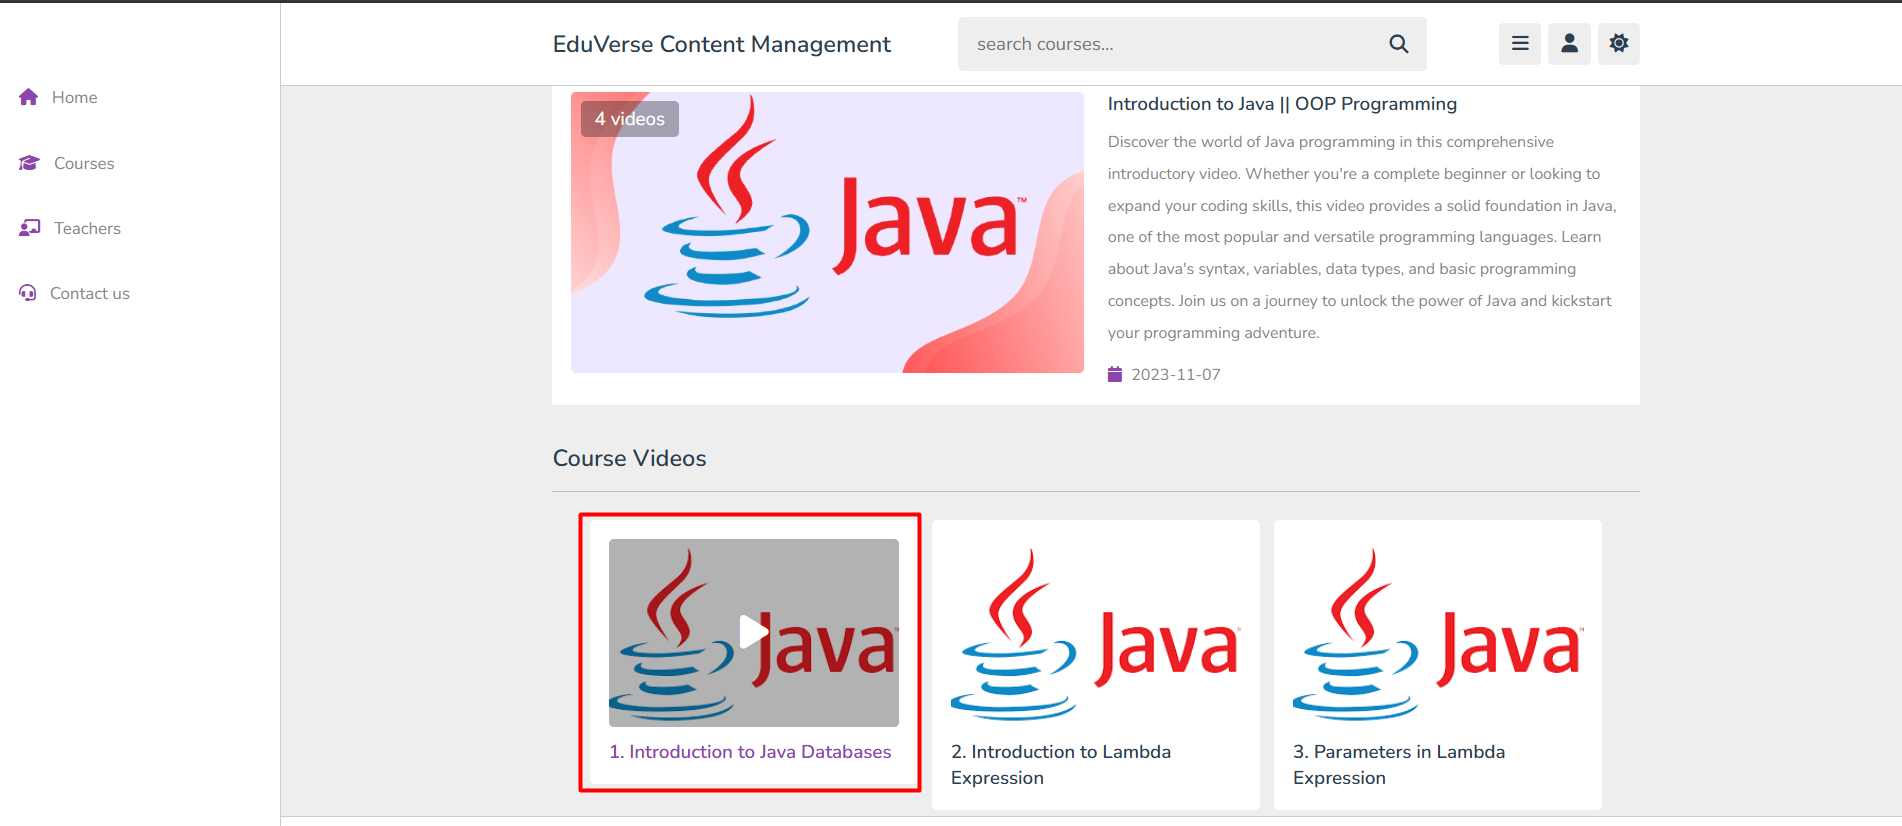 EduVerse Content Management
search courses...
Home
Courses
Teachers
Contact us
4 videos
Java™
Introduction to Java || OOP Programming
Discover the world of Java programming in this comprehensive
introductory video. Whether you're a complete beginner or looking to
expand your coding skills, this video provides a solid foundation in Java,
one of the most popular and versatile programming languages. Learn
about Java's syntax, variables, data types, and basic programming
concepts. Join us on a journey to unlock the power of Java and kickstart
your programming adventure.
2023-11-07
Course Videos
Java
1. Introduction to Java Databases
Java
2. Introduction to Lambda
Expression
Java
3. Parameters in Lambda
Expression